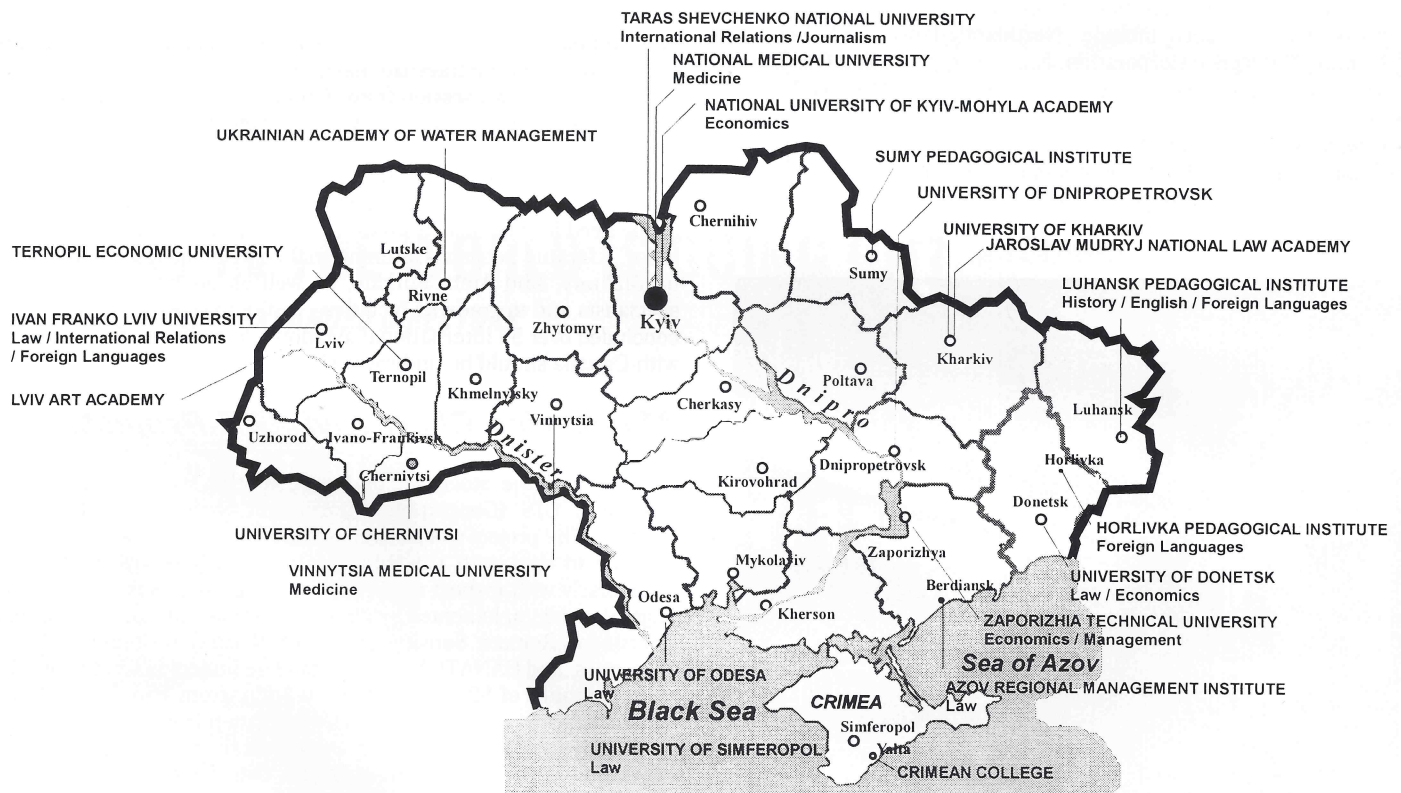 TARAS SHEVCHENKO NATIONAL UNIVERSITY
International Relations /Journalism
NATIONAL MEDICAL UNIVERSITY
Medicine
NATIONAL UNIVERSITY OF KYIV-MOHYLA ACADEMY
Economics
UKRAINIAN ACADEMY OF WATER MANAGEMENT
SUMY PEDAGOGICAL INSTITUTE
UNIVERSITY OF DNIPROPETROVSK
UNIVERSITY OF KHARKIV
JAROSLAV MUDRYJ NATIONAL LAW ACADEMY
TERNOPIL ECONOMIC UNIVERSITY
LUHANSK PEDAGOGICAL INSTITUTE
History / English / Foreign Languages
IVAN FRANKO LVIV UNIVERSITY
Law / International Relations
/ Foreign Languages
LVIV ART ACADEMY
Chernihiv
Lutske
Sumy
Rivne
Kyiv
Zhytomyr
Lviv
Kharkiv
Ternopil
Khmelnytsky
Poltava
Dnipro
Cherkasy
Luhansk
Vinnytsia
Uzhorod
Ivano-Frankivsk
Dnister
Chernivtsi
Dnipropetrovsk
Horlivka
Kirovohrad
Donetsk
UNIVERSITY OF CHERNIVTSI
HORLIVKA PEDAGOGICAL INSTITUTE
Foreign Languages
Zaporizhya
Mykolayiv
VINNYTSIA MEDICAL UNIVERSITY
Medicine
UNIVERSITY OF DONETSK
Law / Economics
Berdiansk
Odesa
Kherson
ZAPORIZHIA TECHNICAL UNIVERSITY
Economics / Management
Sea of Azov
UNIVERSITY OF ODESA
Law
AZOV REGIONAL MANAGEMENT INSTITUTE
Law
CRIMEA
Black Sea
Simferopol
UNIVERSITY OF SIMFEROPOL
Law
Yalta
CRIMEAN COLLEGE